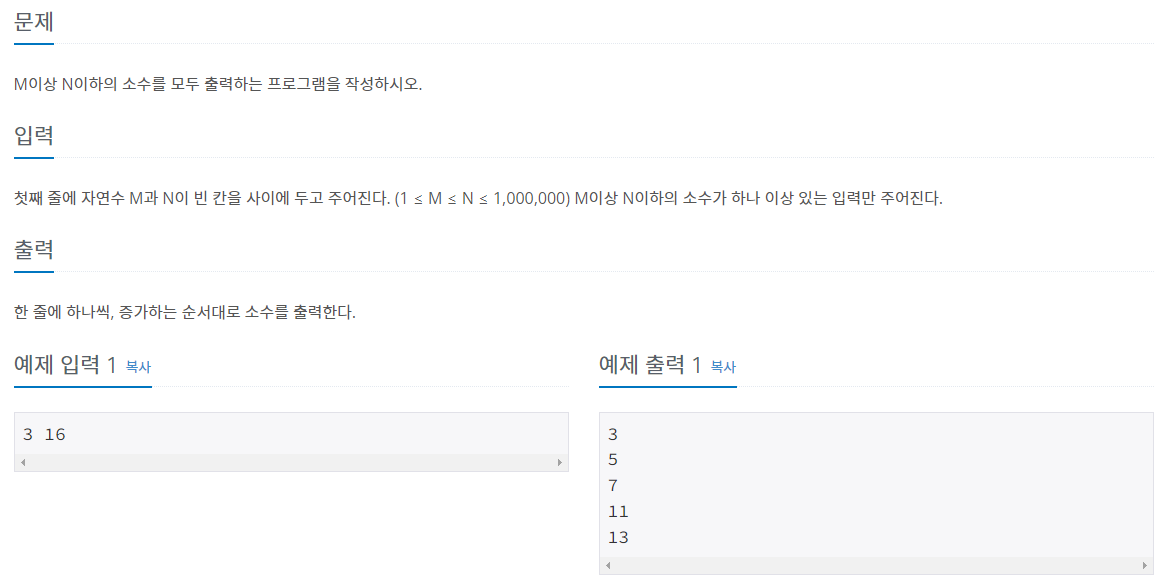 문제
M이상 N이하의 소수를 모두 출력하는 프로그램을 작성하시오.
입력
첫째 줄에 자연수 M과 N이 빈 칸을 사이에 두고 주어진다. (1 ≤ M ≤ N ≤ 1,000,000) M이상 N이하의 소수가 하나 이상 있는 입력만 주어진다.
출력
한 줄에 하나씩, 증가하는 순서대로 소수를 출력한다.
예제 입력 1 복사
3 16
예제 출력 1 복사
3
5
7
11
13